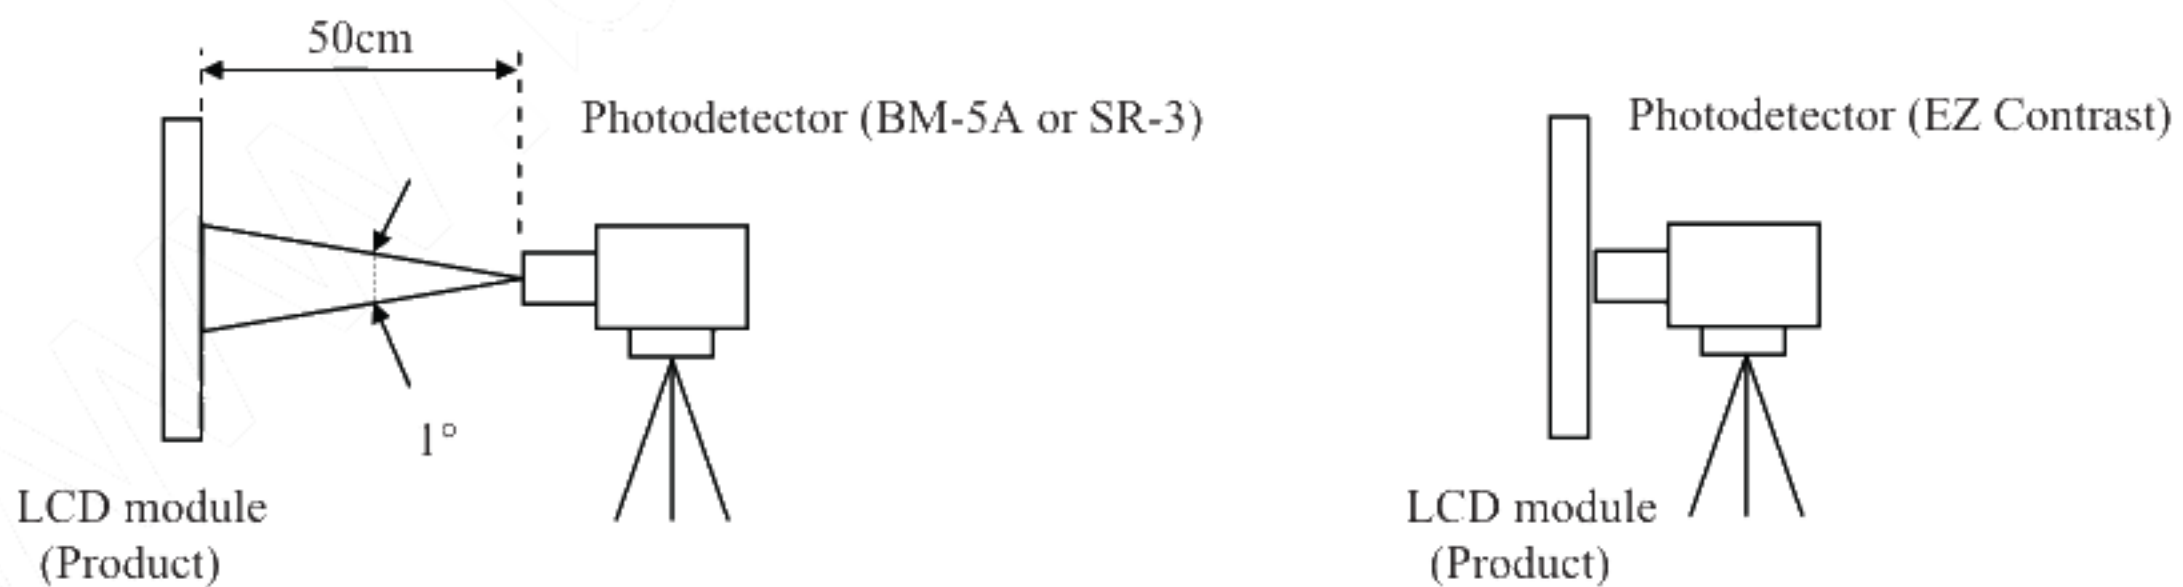 50cm
Photodetector (BM-5A or SR-3)
1°
LCD module
(Product)
Photodetector (EZ Contrast)
LCD module
(Product)